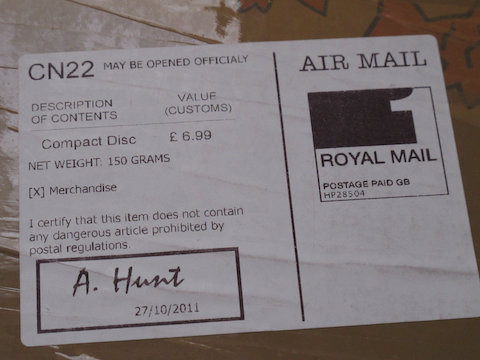 CN22 MAY BE OPENED OFFICIALY
DESCRIPTION
OF CONTENTS
VALUE
(CUSTOMS)
Compact Disc £ 6.99
NET WEIGHT: 150 GRAMS
[X] Merchandise
I certify that this item does not contain
any dangerous article prohibited by
postal regulations.
A. Hunt
27/10/2011
AIR MAIL
1
ROYAL MAIL
POSTAGE PAID GB
HP28504